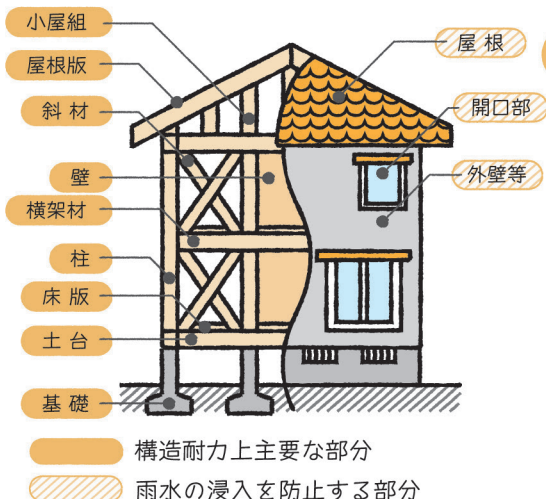 小屋組
屋根版
斜材
壁
横架材
柱
床版
土台
基礎
屋根
開口部
外壁等
構造耐力上主要な部分
雨水の浸入を防止する部分